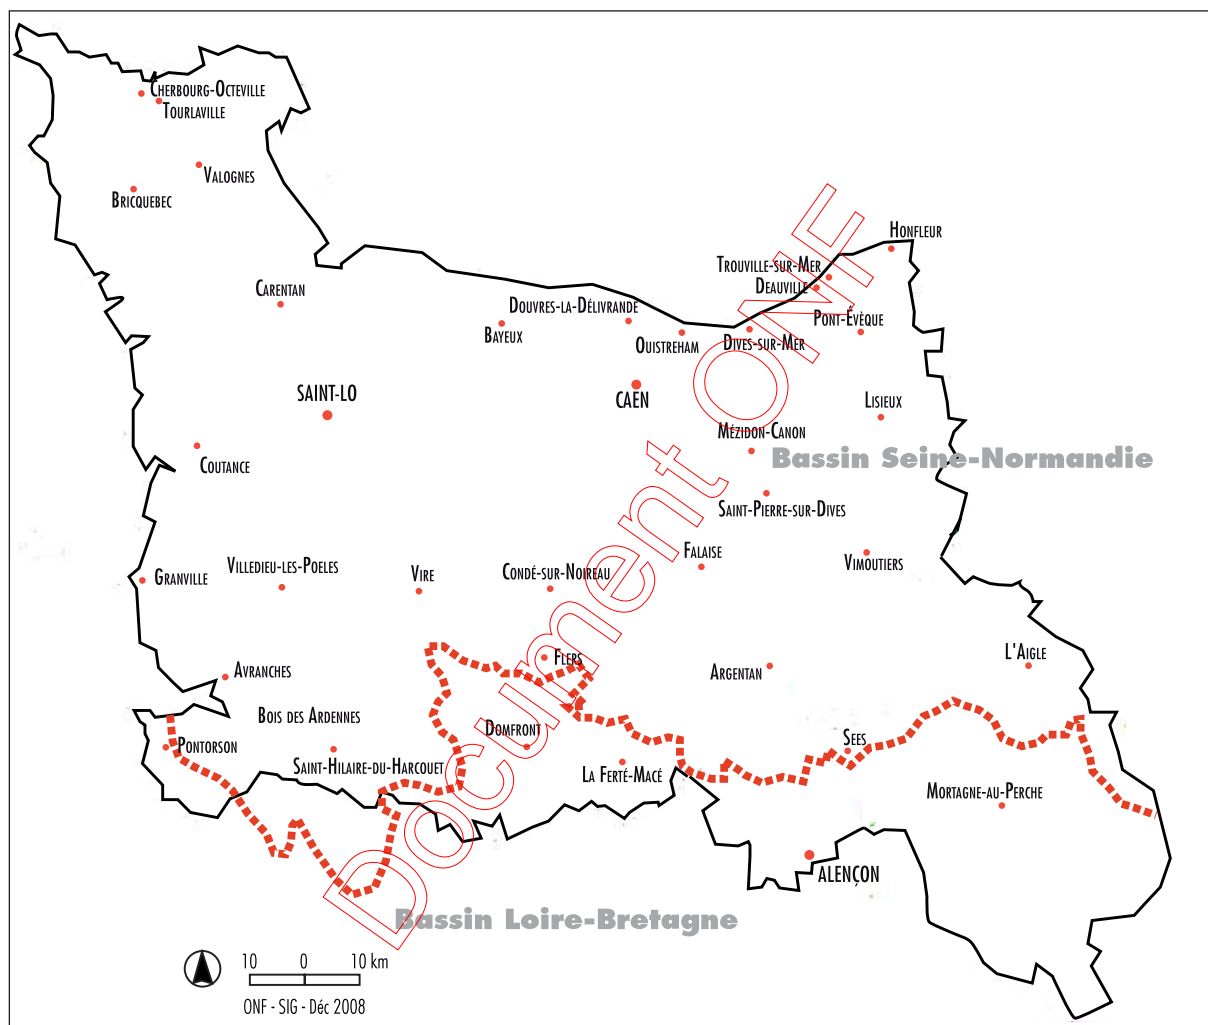 Cherbourg-Octeville
Tourlaville
Valognes
Bricquebec
Honfleur
Trouville-sur-Mer
Deauville
Carentan
Douvres-la-Délivrande
Pont-Évèque
Bayeux
Ouistreham
Dives-sur-Mer
SAINT-LO
CAEN
Lisieux
Mézidon-Canon
Coutance
Bassin Seine-Normandie
Saint-Pierre-sur-Dives
Falaise
Vimoutiers
Villedieu-les-Poeles
Granville
Vire
Condé-sur-Noireau
L'Aigle
Flers
Avranches
Argentan
Bois des Ardennes
Domfront
Sees
Pontorson
Saint-Hilaire-du-Harcouet
La Ferté-Macé
Mortagne-au-Perche
ALENÇON
Bassin Loire-Bretagne
Document ONF
10 0 10 km
ONF - SIG - Déc 2008